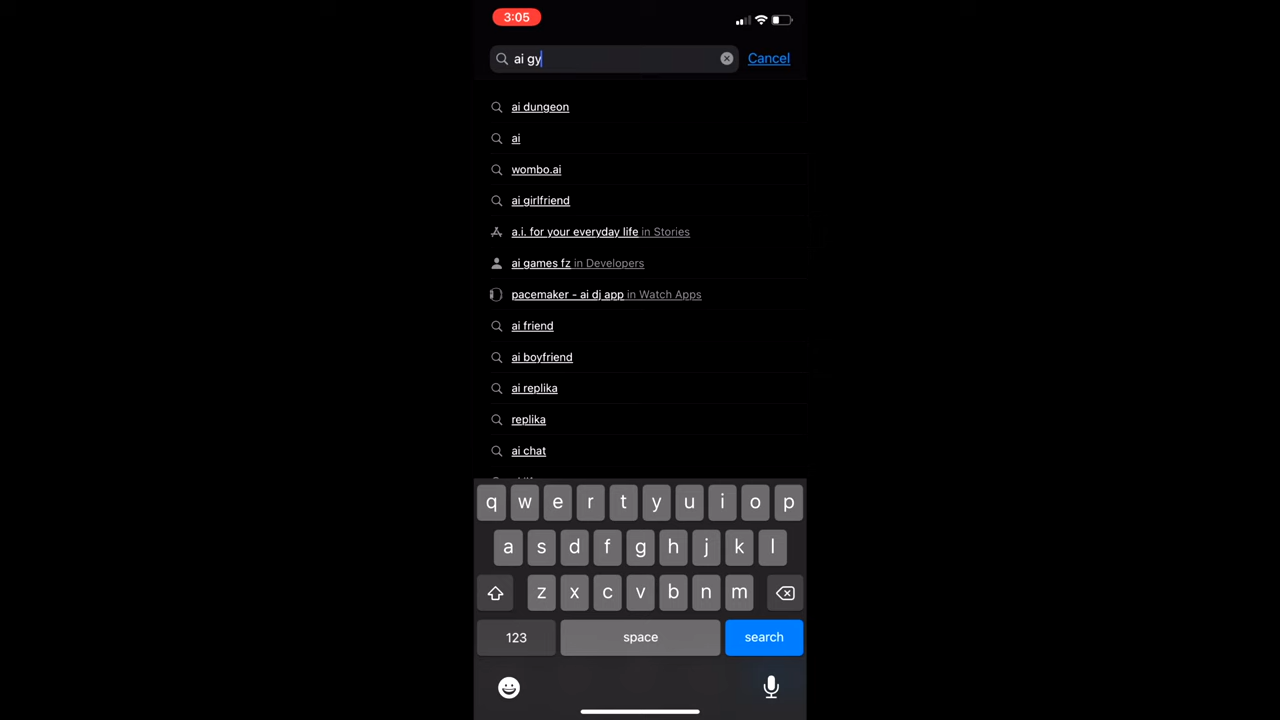 3:05
ai gy
Cancel
ai dungeon
ai
wombo.ai
ai girlfriend
a.i. for your everyday life in Stories
ai games fz in Developers
pacemaker - ai dj app in Watch Apps
ai friend
ai boyfriend
ai replika
replika
ai chat
q w e r t y u i o p
a s d f g h j k l
z x c v b n m
123 space search